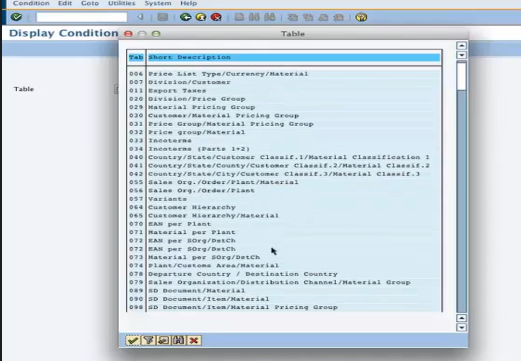 Condition Edit Goto Utilities System Help
Display Condition
Table
Table
Tab Short Description
006 Price List Type/Currency/Material
007 Division/Customer
011 Export Taxes
020 Division/Price Group
029 Material Pricing Group
030 Customer/Material Pricing Group
031 Price Group/Material Pricing Group
032 Price group/Material
033 Incoterms
034 Incoterms (Parts 1+2)
040 Country/State/Customer Classif.1/Material Classification 1
041 Country/State/County/Customer Classif.2/Material Classif.2
042 Country/State/City/Customer Classif.3/Material Classif.3
055 Sales Org./Order/Plant/Material
056 Sales Org./Order/Plant
057 Variants
064 Customer Hierarchy
065 Customer Hierarchy/Material
070 EAN per Plant
071 Material per Plant
072 EAN per SOrg/DstCh
072 EAN per SOrg/DstCh
073 Material per SOrg/DstCh
074 Plant/Customs Area/Material
078 Departure Country / Destination Country
079 Sales Organization/Distribution Channel/Material Group
089 SD Document/Material
090 SD Document/Item/Material
098 SD Document/Item/Material Pricing Group